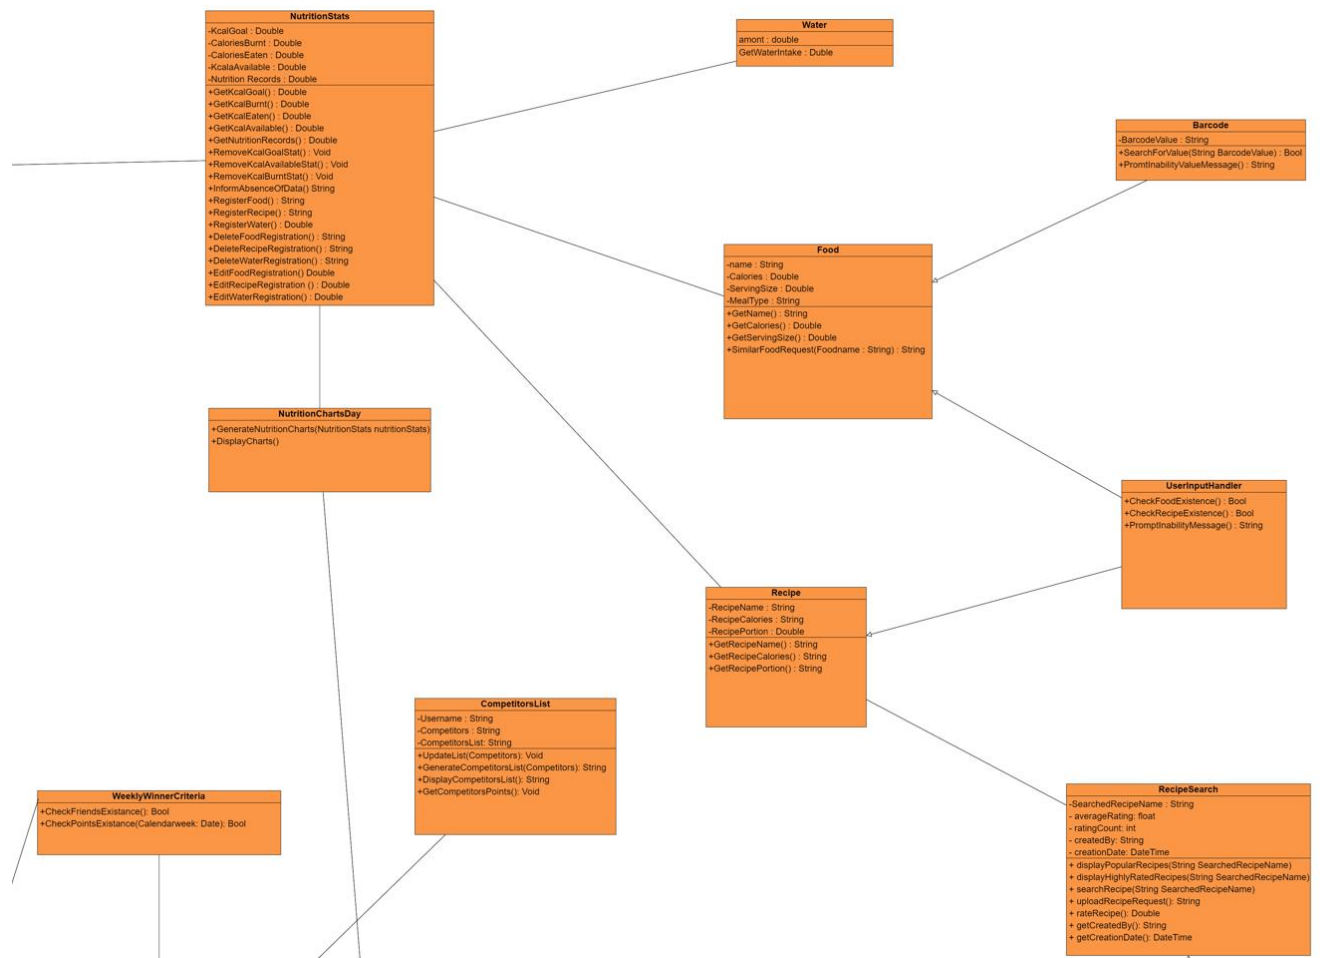 NutritionStats
-KcalGoal : Double
-CaloriesBurnt : Double
-CaloriesEaten : Double
-KcalaAvailable : Double
-Nutrition Records : Double
+GetKcalGoal() : Double
+GetKcalBurnt() : Double
+GetKcalEaten() : Double
+GetKcalAvailable() : Double
+GetNutritionRecords() : Double
+RemoveKcalGoalStat() : Void
+RemoveKcalAvailableStat() ; Void
+RemoveKcalBurntStat() : Void
+InformAbsenceOfData() String
+RegisterFood() : String
+RegisterRecipe() : String
+RegisterWater() : Double
+DeleteFoodRegistration() : String
+DeleteRecipeRegistration() : String
+DeleteWaterRegistration() : String
+EditFoodRegistration() Double
+EditRecipeRegistration () : Double
+EditWaterRegistration() : Double
Water
amont : double
GetWaterIntake : Duble
Barcode
-BarcodeValue : String
+SearchForValue(String BarcodeValue) : Bool
+PromtInabilityValueMessage() : String
Food
-name : String
-Calories : Double
-ServingSize : Double
-MealType : String
+GetName() : String
+GetCalories() : Double
+GetServingSize() : Double
+SimilarFoodRequest(Foodname : String) : String
NutritionChartsDay
+GenerateNutritionCharts(NutritionStats nutritionStats)
+DisplayCharts()
UserInputHandler
+CheckFoodExistence() : Bool
+CheckRecipeExistence() : Bool
+PromptInabilityMessage() : String
Recipe
-RecipeName : String
-RecipeCalories : String
-RecipePortion : Double
+GetRecipeName() : String
+GetRecipeCalories() : String
+GetRecipePortion() : String
CompetitorsList
-Username : String
-Competitors : String
-CompetitorsList: String
+UpdateList(Competitors): Void
+GenerateCompetitorsList(Competitors): String
+DisplayCompetitorsList(): String
+GetCompetitorsPoints(): Void
WeeklyWinnerCriteria
+CheckFriendsExistance(): Bool
+CheckPointsExistance(Calendarweek: Date): Bool
RecipeSearch
-SearchedRecipeName : String
- averageRating: float
- ratingCount: int
- createdBy: String
- creationDate: DateTime
+ displayPopularRecipes(String SearchedRecipeName)
+ displayHighlyRatedRecipes(String SearchedRecipeName)
+ searchRecipe(String SearchedRecipeName)
+ uploadRecipeRequest(): String
+ rateRecipe(): Double
+ getCreatedBy(): String
+ getCreationDate(): DateTime